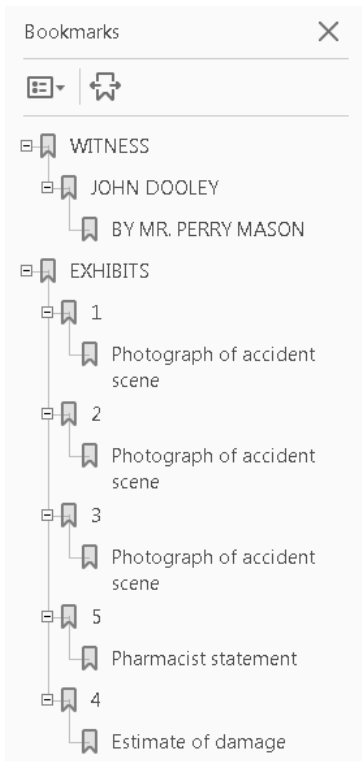 Bookmarks
WITNESS
JOHN DOOLEY
BY MR. PERRY MASON
EXHIBITS
1
Photograph of accident
scene
2
Photograph of accident
scene
3
Photograph of accident
scene
5
Pharmacist statement
4
Estimate of damage